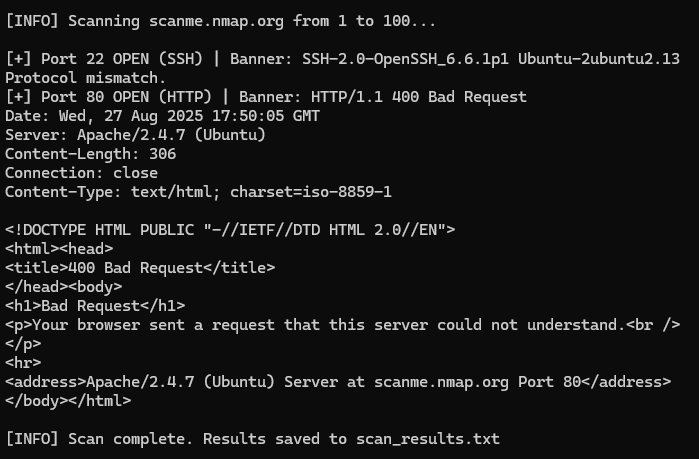 [INFO] Scanning scanme.nmap.org from 1 to 100...
[+] Port 22 OPEN (SSH) | Banner: SSH-2.0-OpenSSH_6.6.1p1 Ubuntu-2ubuntu2.13
Protocol mismatch.
[+] Port 80 OPEN (HTTP) | Banner: HTTP/1.1 400 Bad Request
Date: Wed, 27 Aug 2025 17:50:05 GMT
Server: Apache/2.4.7 (Ubuntu)
Content-Length: 306
Connection: close
Content-Type: text/html; charset=iso-8859-1
<!DOCTYPE HTML PUBLIC "-//IETF//DTD HTML 2.0//EN">
<html><head>
<title>400 Bad Request</title>
</head><body>
<h1>Bad Request</h1>
<p>Your browser sent a request that this server could not understand.<br />
</p>
<hr>
<address>Apache/2.4.7 (Ubuntu) Server at scanme.nmap.org Port 80</address>
</body></html>
[INFO] Scan complete. Results saved to scan_results.txt